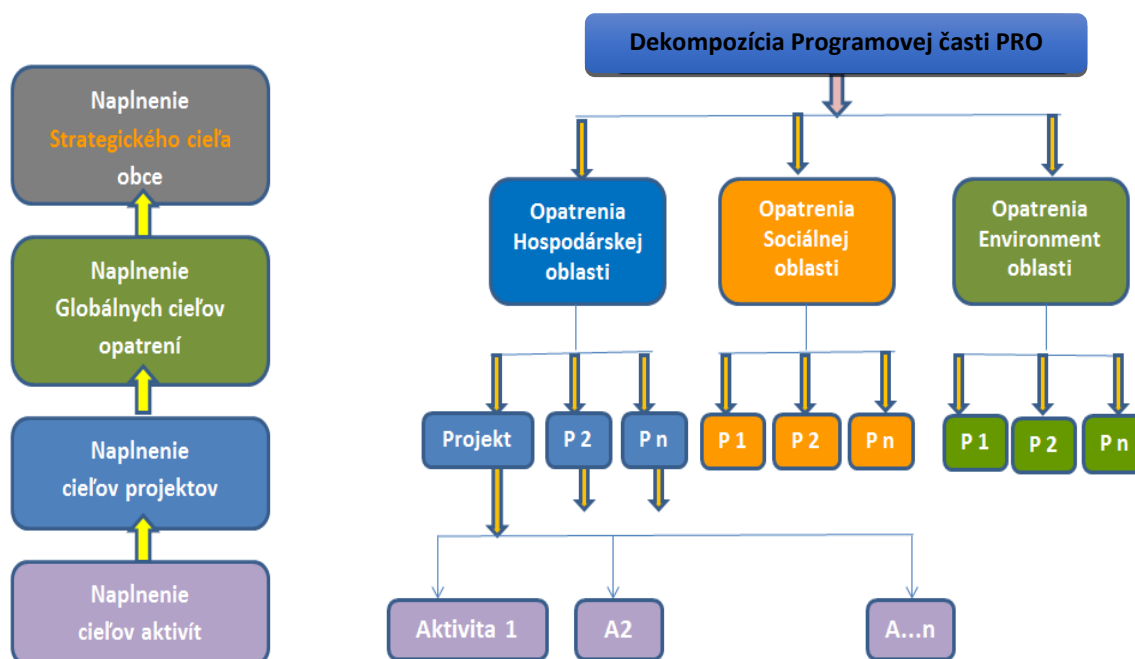 Dekompozícia Programovej časti PRO
Naplnenie
Strategického cieľa
obce
Naplnenie
Globálnych cieľov
opatrení
Naplnenie
cieľov projektov
Naplnenie
cieľov aktivít
Opatrenia
Hospodárskej
oblasti
Opatrenia
Sociálnej
oblasti
Opatrenia
Environment
oblasti
Projekt
P 2
P n
P 1
P 2
P n
P 1
P 2
P n
Aktivita 1
A2
A...n